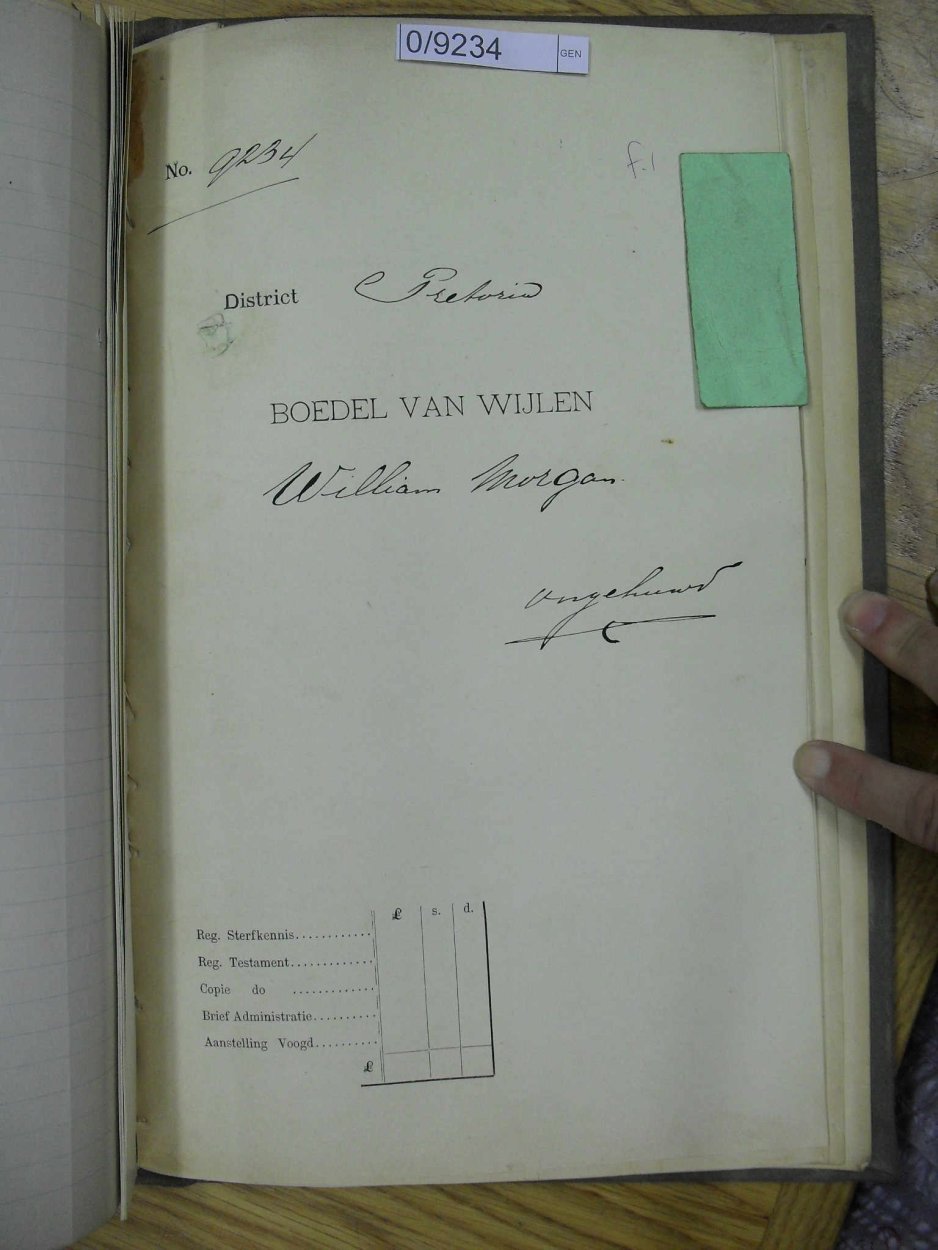 0/9234 GEN
No. 9234
f.1
District Pretoria
BOEDEL VAN WIJLEN
William Morgan
ongehuwd
£ s. d.
Reg. Sterfkennis............
Reg. Testament.............
Copie do .............
Brief Administratie..........
Aanstelling Voogd..........
£